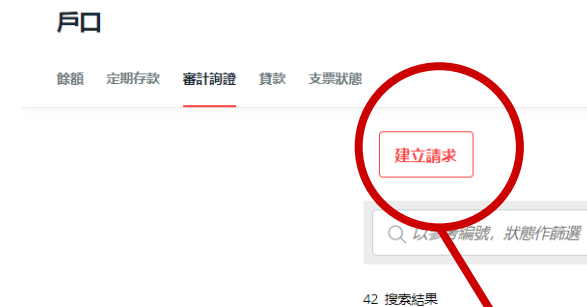 戶口
餘額 定期存款 審計詢證 貸款 支票狀態
建立請求
以參考編號，狀態作篩選
42 搜索結果